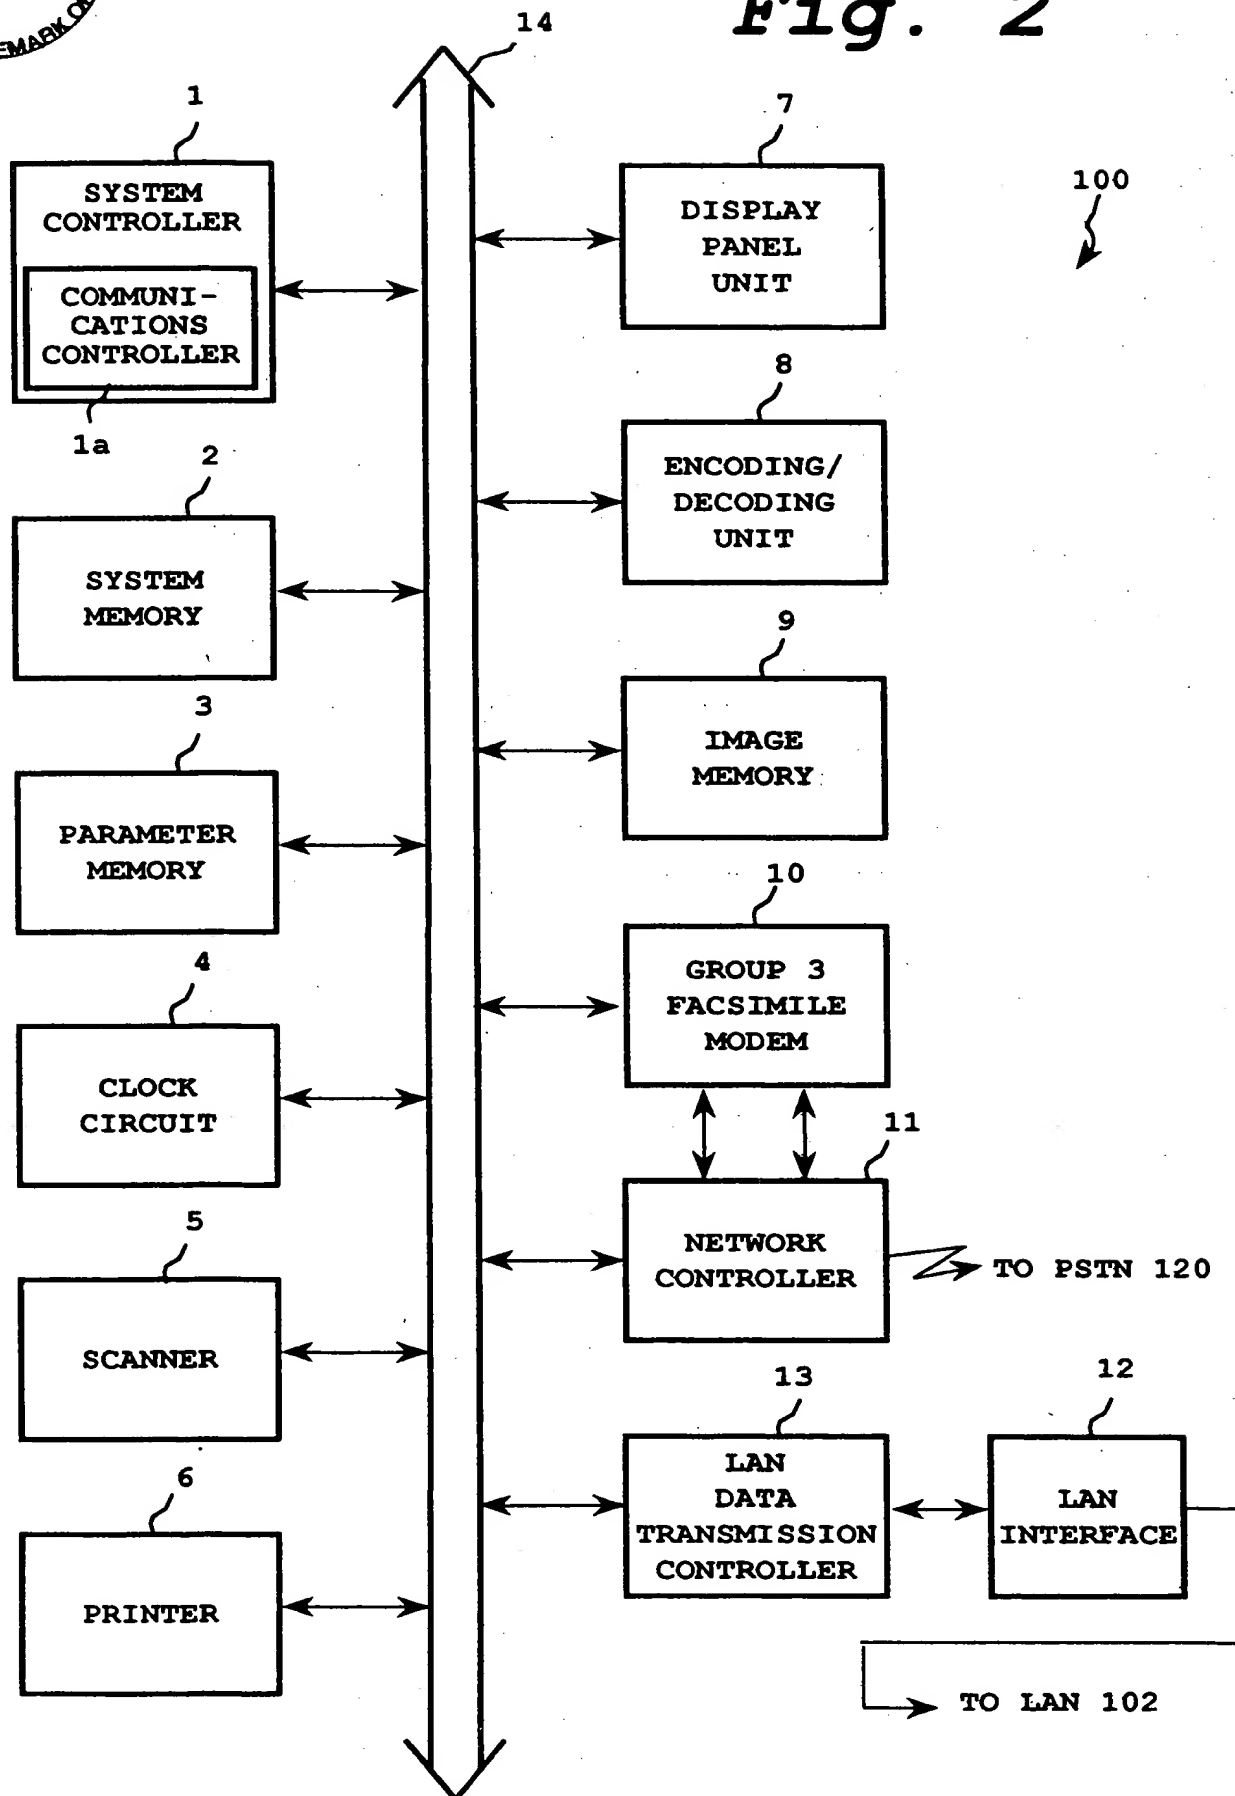 EMARK O
Fig. 2
14
1
SYSTEM
CONTROLLER
COMMUNI-
CATIONS
CONTROLLER
1a
2
SYSTEM
MEMORY
3
PARAMETER
MEMORY
4
CLOCK
CIRCUIT
5
SCANNER
6
PRINTER
7
DISPLAY
PANEL
UNIT
100
8
ENCODING/
DECODING
UNIT
9
IMAGE
MEMORY
10
GROUP 3
FACSIMILE
MODEM
11
NETWORK
CONTROLLER
TO PSTN 120
13
LAN
DATA
TRANSMISSION
CONTROLLER
12
LAN
INTERFACE
TO LAN 102